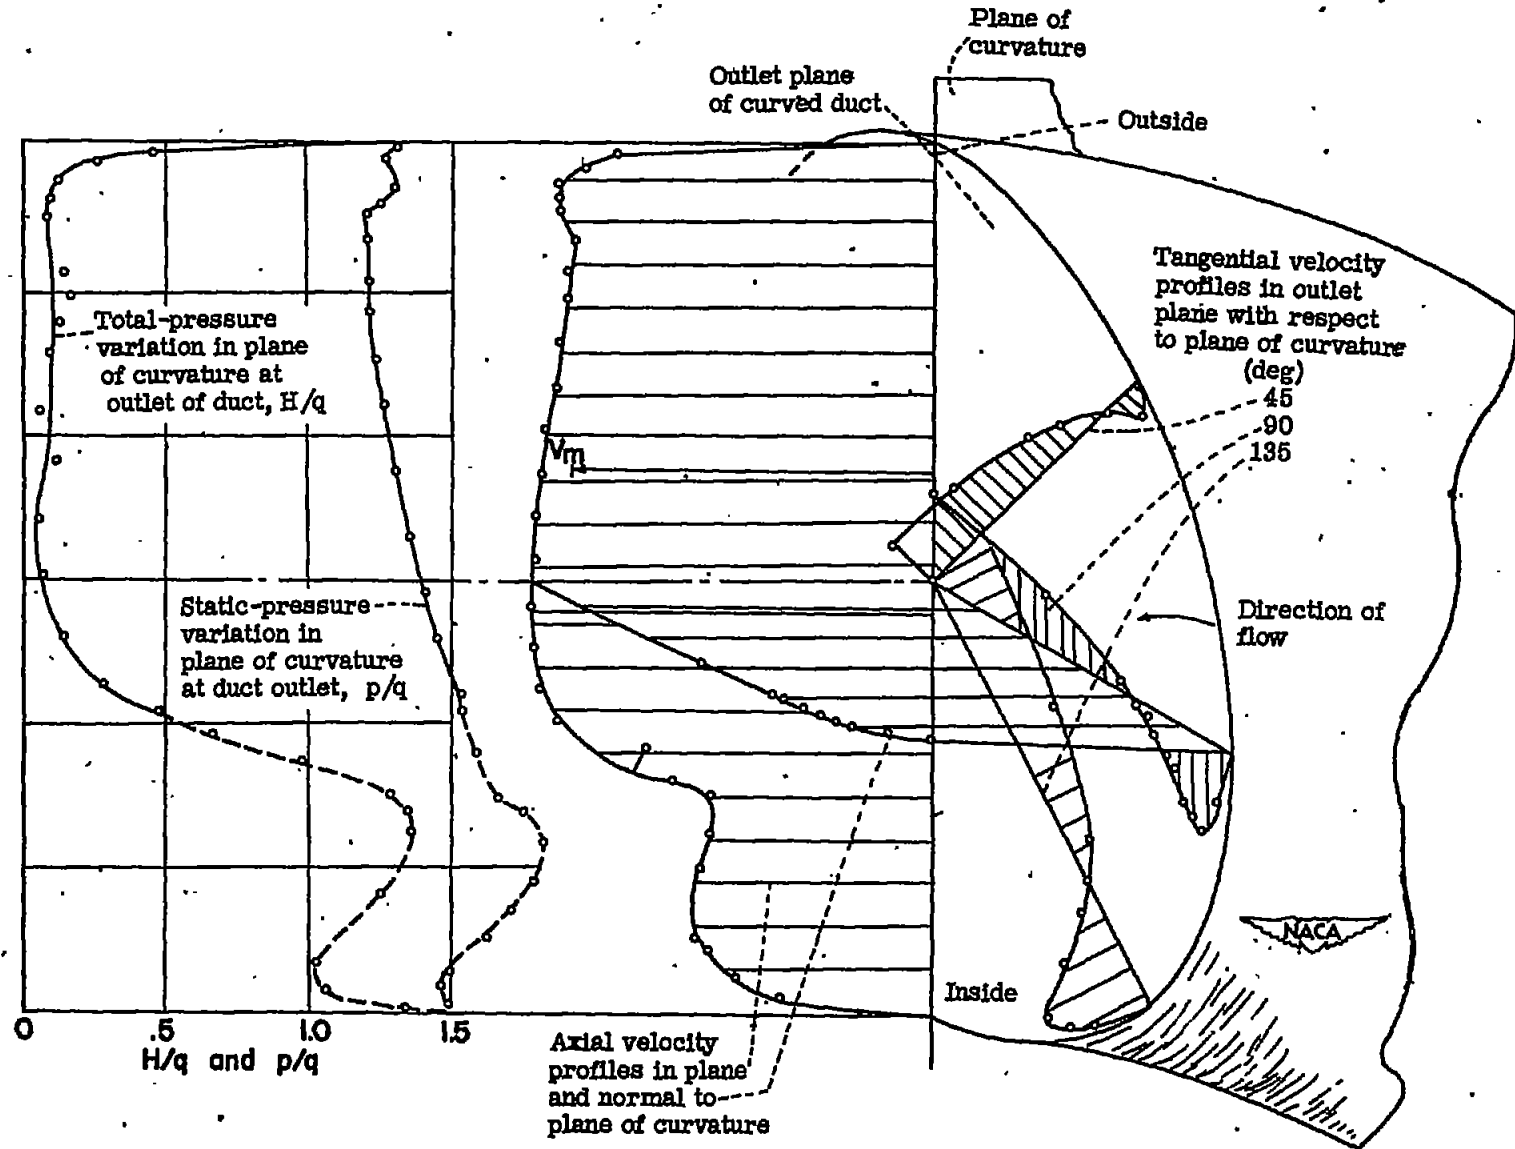 Plane of
curvature
Outlet plane
of curved duct
Outside
Tangential velocity
profiles in outlet
plane with respect
to plane of curvature
(deg)
45
90
135
Total-pressure
variation in plane
of curvature at
outlet of duct, H/q
Vm
Static-pressure
variation in
plane of curvature
at duct outlet, p/q
Direction of
flow
NACA
Inside
0 .5 1.0 1.5
H/q and p/q
Axial velocity
profiles in plane
and normal to
plane of curvature